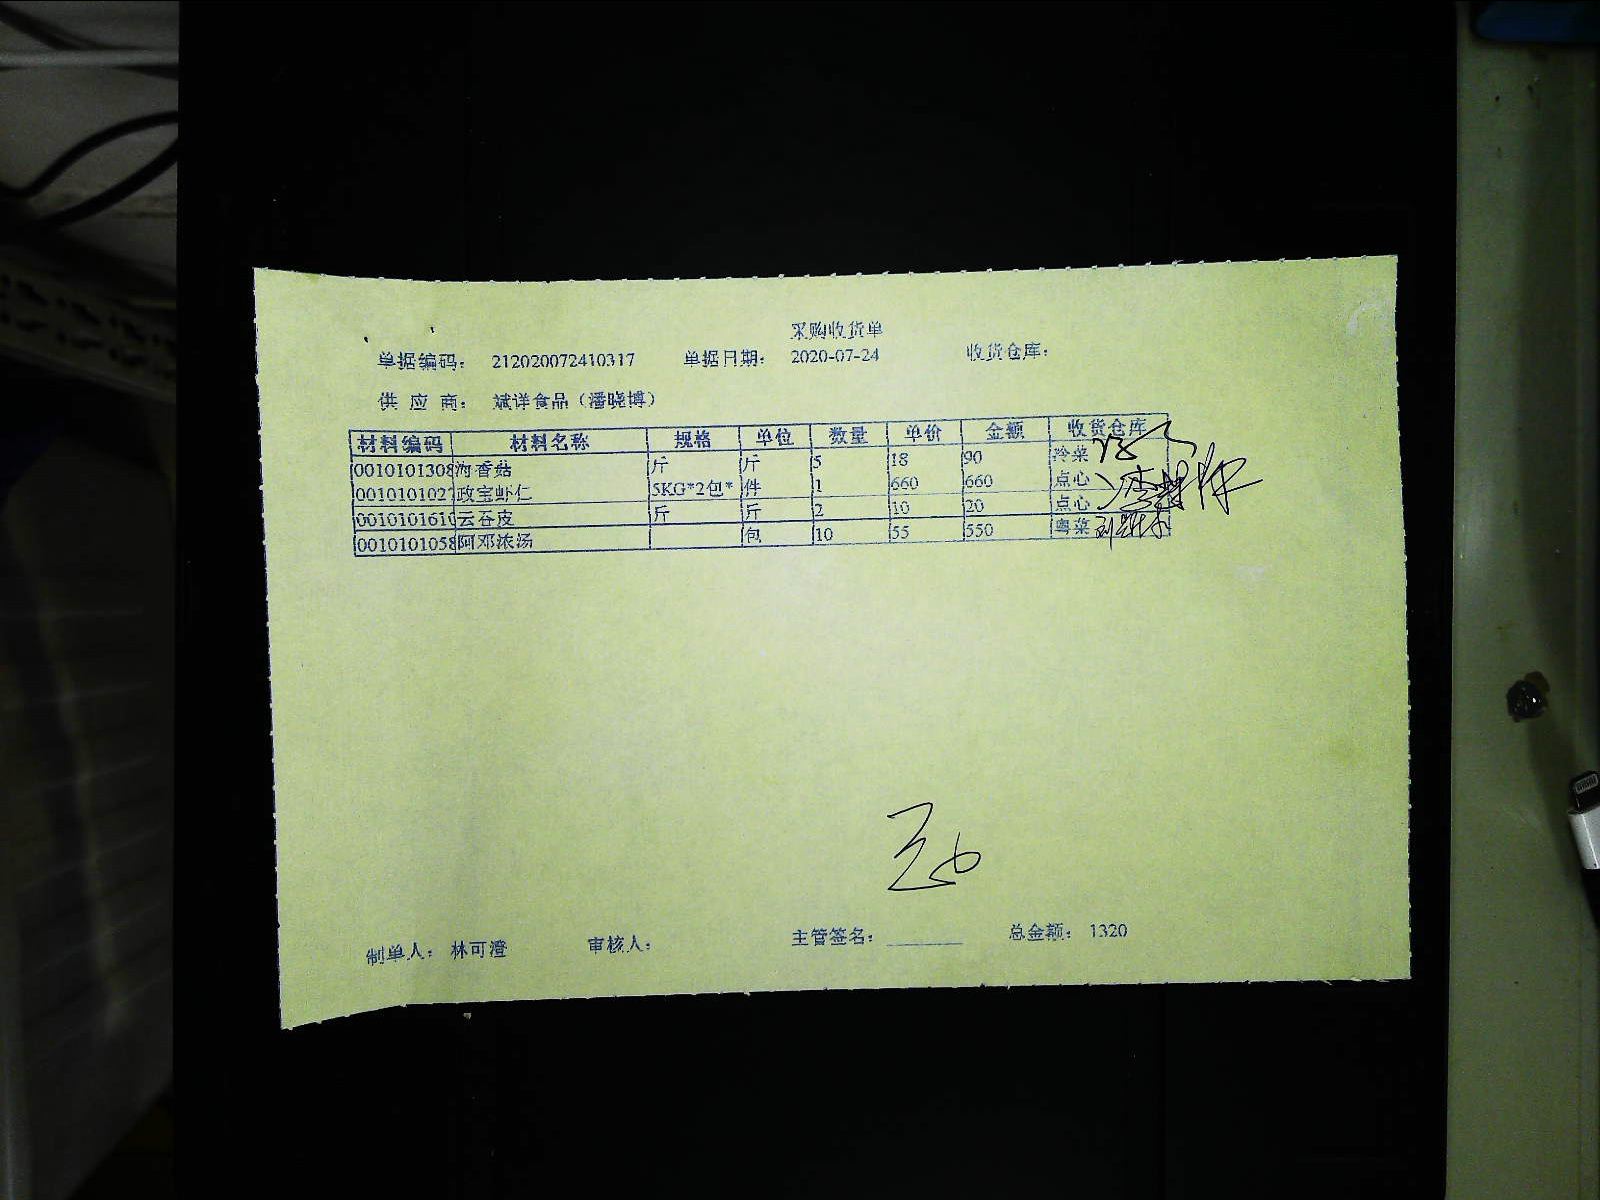 采购收货单
单据编码： 212020072410317 单据日期： 2020-07-24 收货仓库：
供 应 商： 斌详食品（潘晓博）
材料编码 材料名称 规格 单位 数量 单价 金额 收货仓库
0010101308 香菇 斤 斤 5 18 90 冷菜
0010101027 政宝虾仁 5KG*2包* 件 1 660 660 点心
0010101610 云吞皮 斤 斤 2 10 20 点心
0010101058 阿邓浓汤 包 10 55 550 粤菜
制单人： 林可澄 审核人： 主管签名： 总金额： 1320